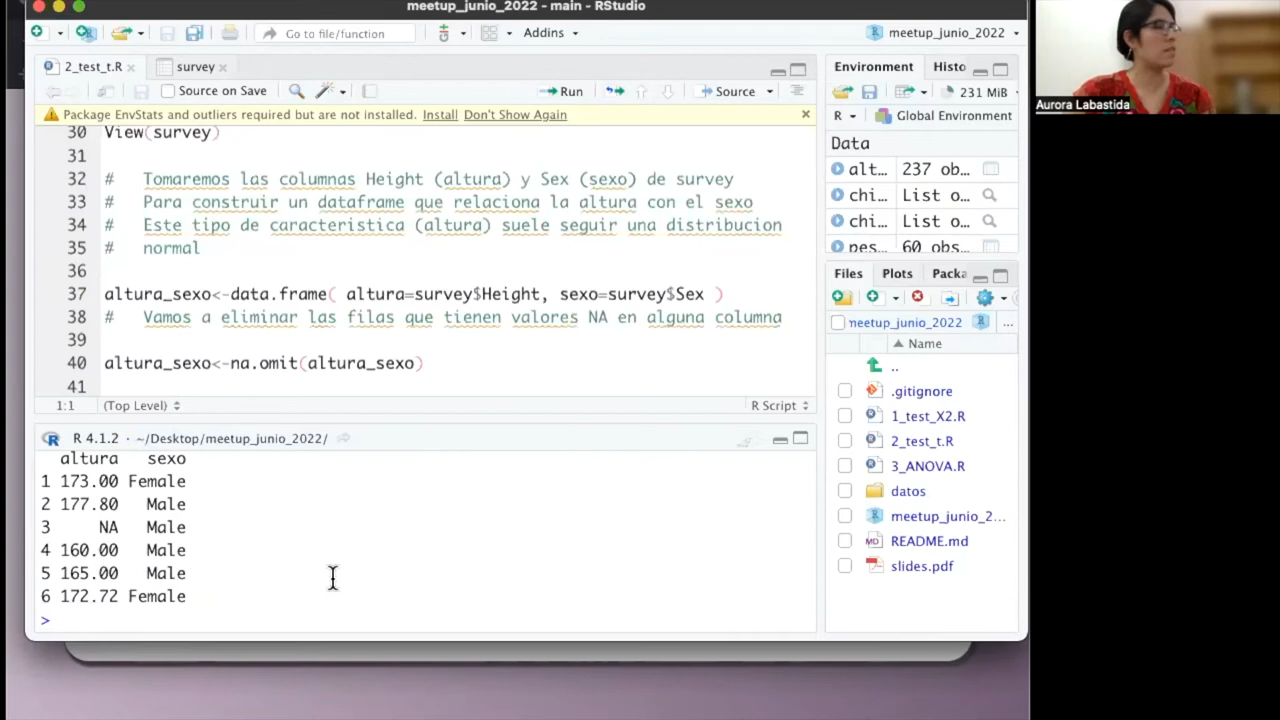 meetup_junio_2022 - main - RStudio
Go to file/function
Addins
meetup_junio_2022
2_test_t.R
survey
Source on Save
Run
Source
Package EnvStats and outliers required but are not installed. Install Don't Show Again
30 View(survey)
31
32 # Tomaremos las columnas Height (altura) y Sex (sexo) de survey
33 # Para construir un dataframe que relaciona la altura con el sexo
34 # Este tipo de caracteristica (altura) suele seguir una distribucion
35 # normal
36
37 altura_sexo<-data.frame( altura=survey$Height, sexo=survey$Sex )
38 # Vamos a eliminar las filas que tienen valores NA en alguna columna
39
40 altura_sexo<-na.omit(altura_sexo)
41
1:1 (Top Level) R Script
R 4.1.2 · ~/Desktop/meetup_junio_2022/
altura sexo
1 173.00 Female
2 177.80 Male
3 NA Male
4 160.00 Male
5 165.00 Male
6 172.72 Female
>
Environment Histo
231 MiB
R Global Environment
Data
alt... 237 ob...
chi... List o...
chi... List o...
pes... 60 obs...
Files Plots Packa
meetup_junio_2022 ...
Name
..
.gitignore
1_test_X2.R
2_test_t.R
3_ANOVA.R
datos
meetup_junio_2...
README.md
slides.pdf
Aurora Labastida